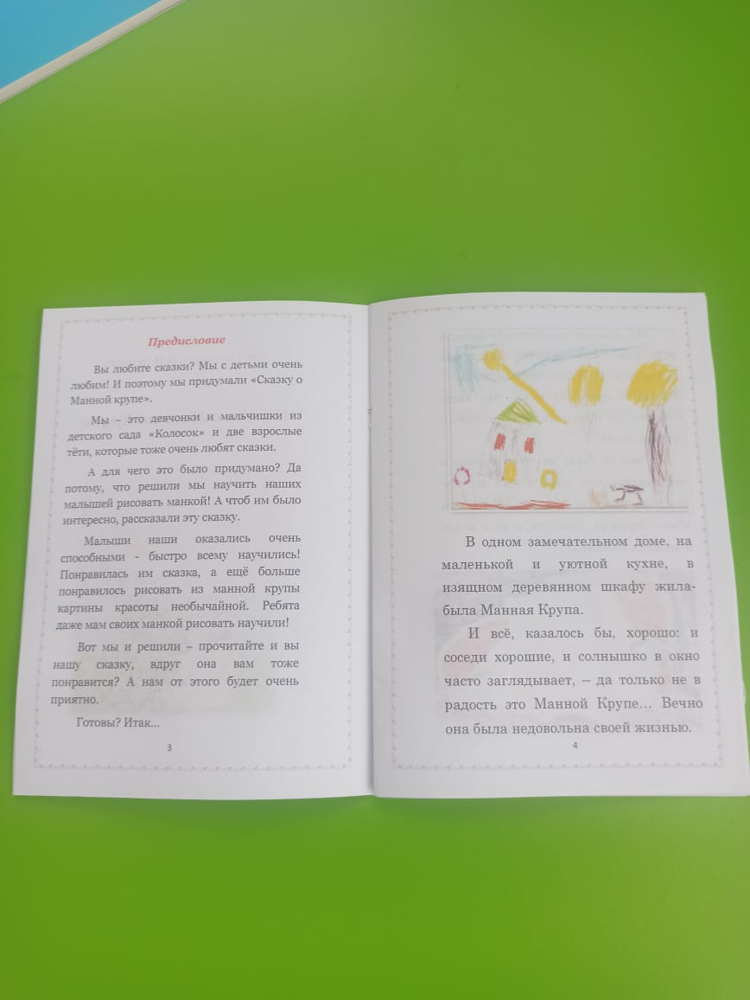 Предисловие
Вы любите сказки? Мы с детьми очень
любим! И поэтому мы придумали «Сказку о
Манной крупе».
Мы – это девчонки и мальчишки из
детского сада «Колосок» и две взрослые
тёти, которые тоже очень любят сказки.
А для чего это было придумано? Да
потому, что решили мы научить наших
малышей рисовать манкой! А чтоб им было
интересно, рассказали эту сказку.
Малыши наши оказались очень
способными - быстро всему научились!
Понравилась им сказка, а ещё больше
понравилось рисовать из манной крупы
картины красоты необычайной. Ребята
даже мам своих манкой рисовать научили!
Вот мы и решили – прочитайте и вы
нашу сказку, вдруг она вам тоже
понравится? А нам от этого будет очень
приятно.
Готовы? Итак...
3
В одном замечательном доме, на
маленькой и уютной кухне, в
изящном деревянном шкафу жила-
была Манная Крупа.
И всё, казалось бы, хорошо: и
соседи хорошие, и солнышко в окно
часто заглядывает, – да только не в
радость это Манной Крупе... Вечно
она была недовольна своей жизнью.
4